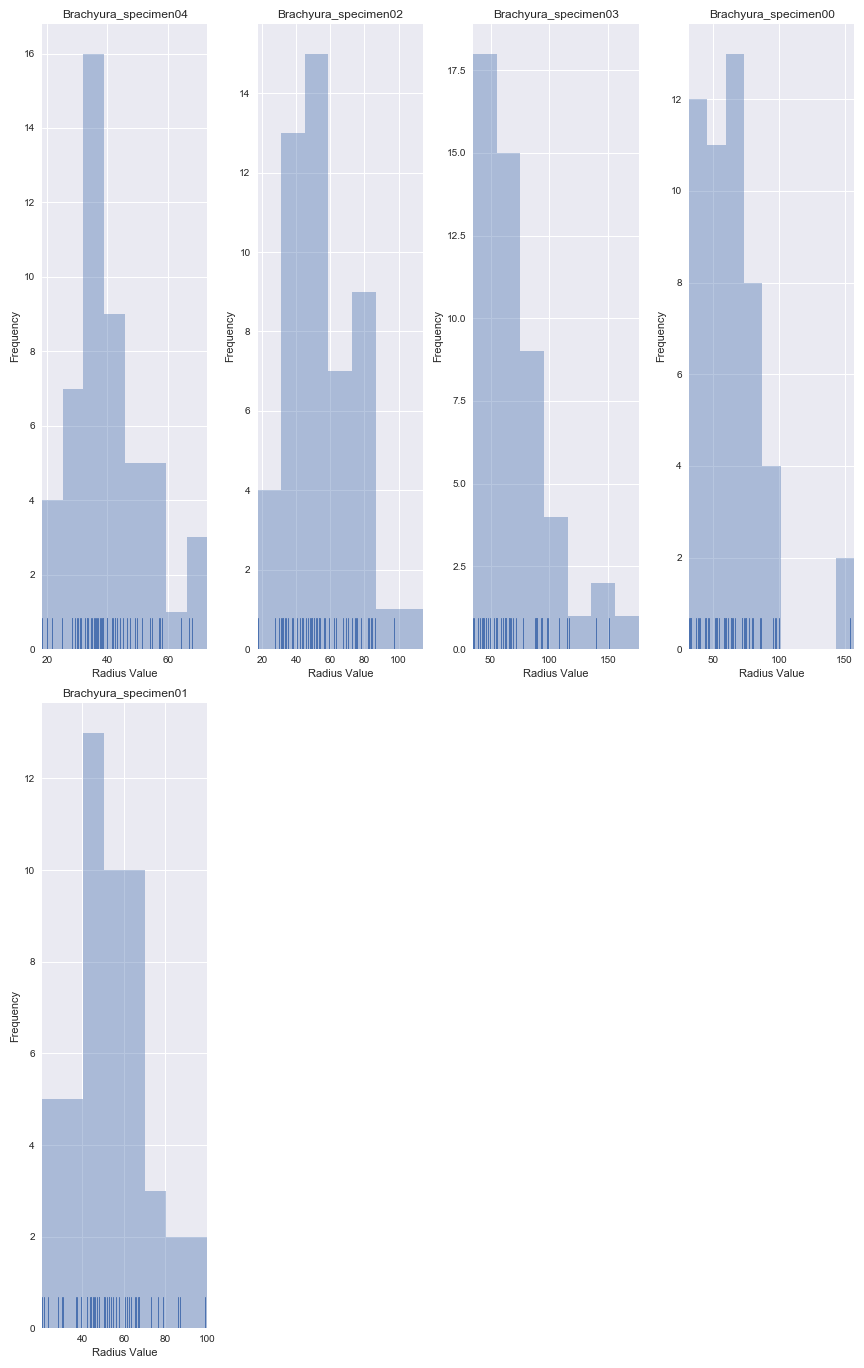 Brachyura_specimen04
16
14
12
10
8
6
4
2
0
20 40 60
Frequency
Radius Value
Brachyura_specimen02
14
12
10
8
6
4
2
0
20 40 60 80 100
Frequency
Radius Value
Brachyura_specimen03
17.5
15.0
12.5
10.0
7.5
5.0
2.5
0.0
50 100 150
Frequency
Radius Value
Brachyura_specimen00
12
10
8
6
4
2
0
50 100 150
Frequency
Radius Value
Brachyura_specimen01
12
10
8
6
4
2
0
40 60 80 100
Frequency
Radius Value